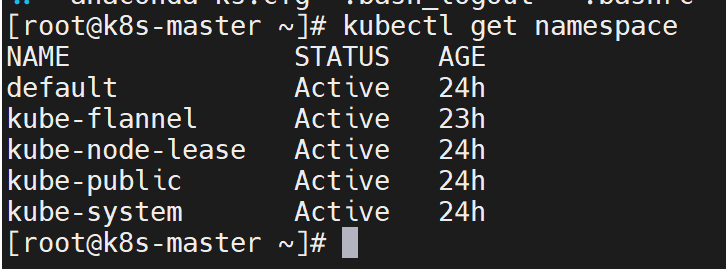 [root@k8s-master ~]# kubectl get namespace
NAME STATUS AGE
default Active 24h
kube-flannel Active 23h
kube-node-lease Active 24h
kube-public Active 24h
kube-system Active 24h
[root@k8s-master ~]#